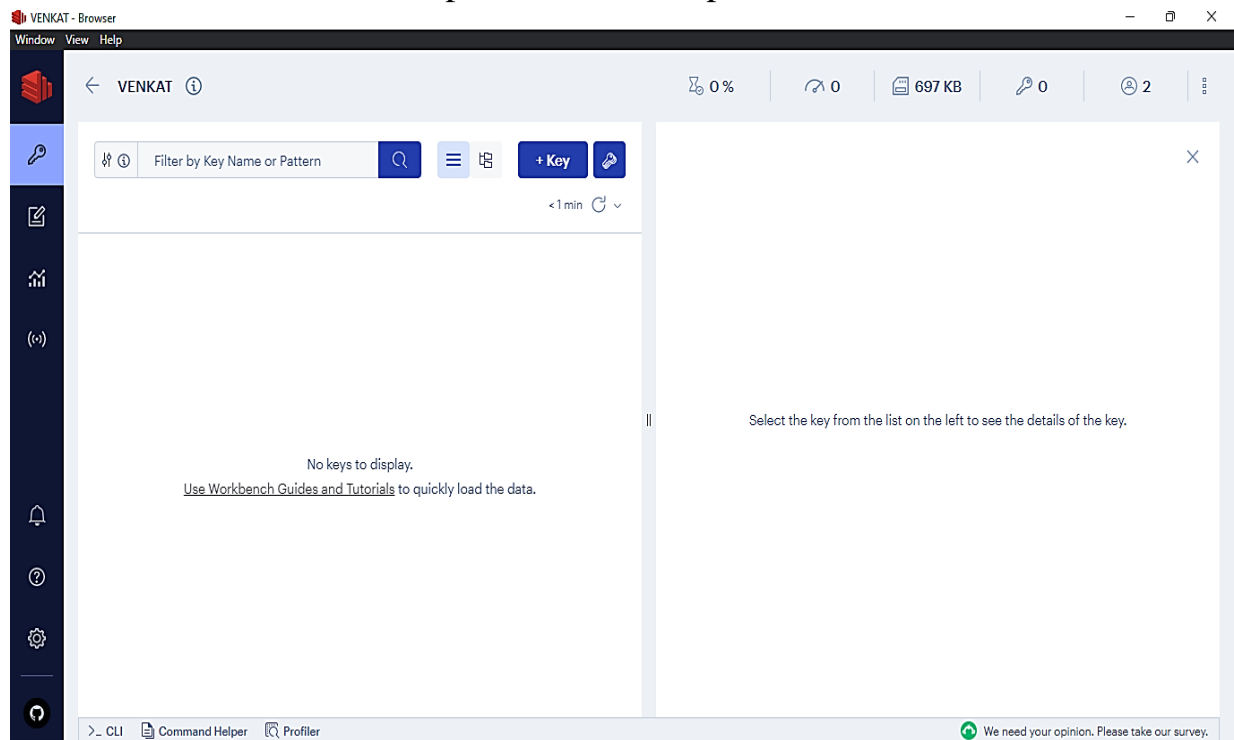 VENKAT - Browser
Window View Help
VENKAT
0 %
0
697 KB
0
2
Filter by Key Name or Pattern
+ Key
< 1 min
No keys to display.
Use Workbench Guides and Tutorials to quickly load the data.
Select the key from the list on the left to see the details of the key.
>_ CLI
Command Helper
Profiler
We need your opinion. Please take our survey.